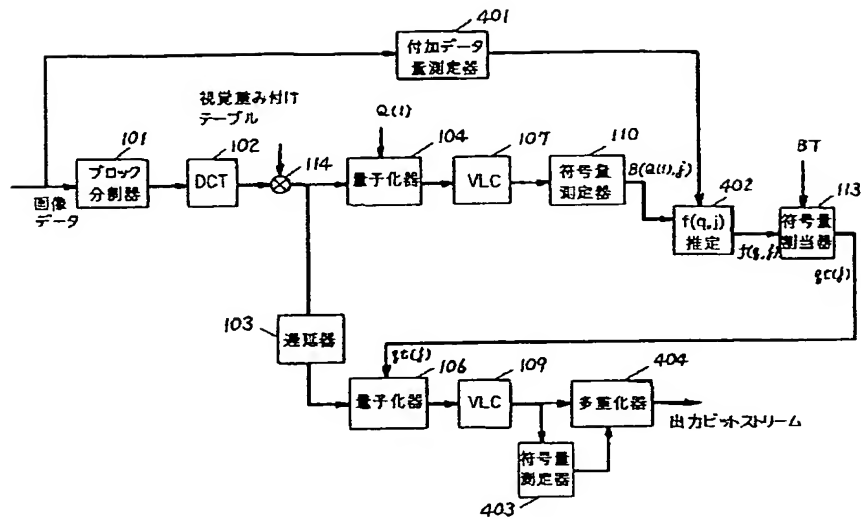 401
付加データ
量測定器
視覚重み付け
テーブル
Q(1)
101
102
114
104
107
110
B(Q(1),j)
BT
402
113
ブロック
分割器
DCT
量子化器
VLC
符号量
測定器
f(q,j)
推定
符号量
割当器
画像
データ
f(q,j)
qt(j)
103
遅延器
qt(j)
106
109
404
量子化器
VLC
多重化器
出力ビットストリーム
符号量
測定器
403